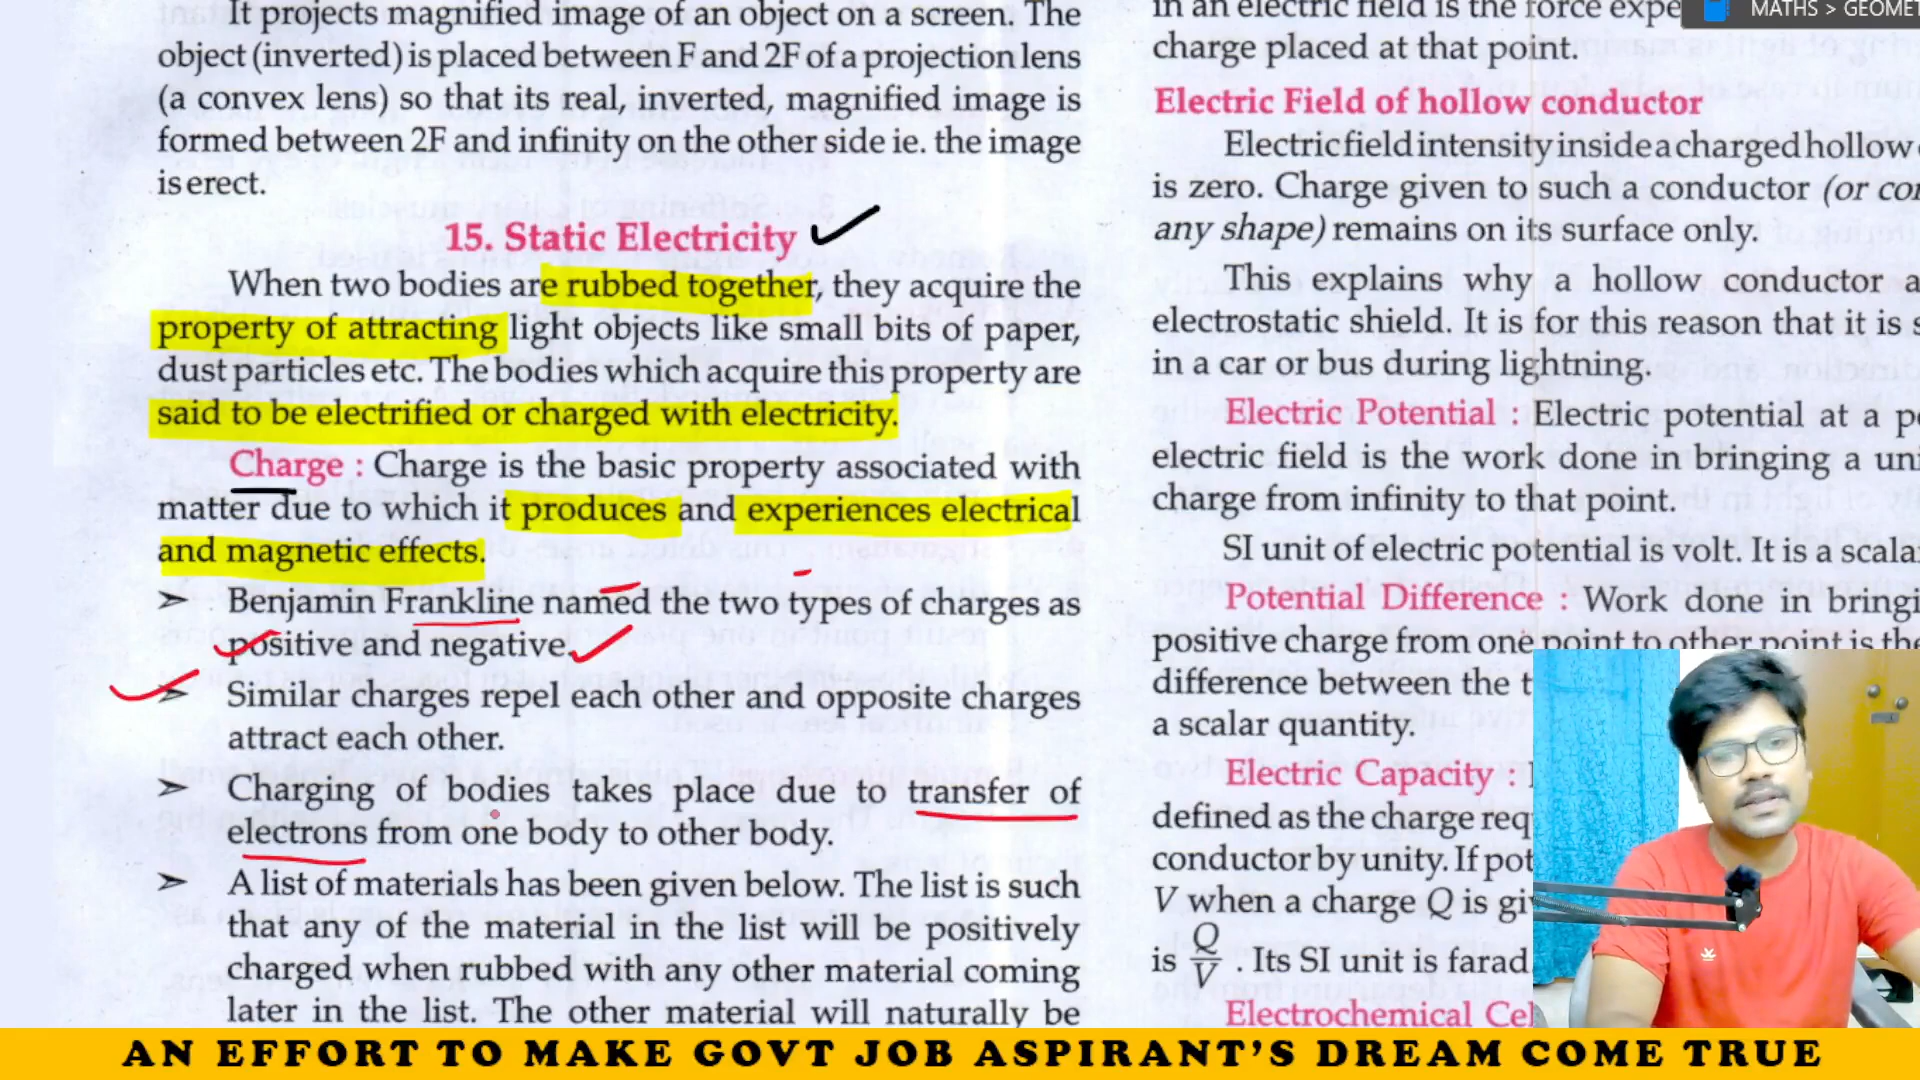 It projects magnified image of an object on a screen. The
object (inverted) is placed between F and 2F of a projection lens
(a convex lens) so that its real, inverted, magnified image is
formed between 2F and infinity on the other side ie. the image
is erect.
15. Static Electricity
When two bodies are rubbed together, they acquire the
property of attracting light objects like small bits of paper,
dust particles etc. The bodies which acquire this property are
said to be electrified or charged with electricity.
Charge : Charge is the basic property associated with
matter due to which it produces and experiences electrical
and magnetic effects.
➢ Benjamin Frankline named the two types of charges as
positive and negative.
➢ Similar charges repel each other and opposite charges
attract each other.
➢ Charging of bodies takes place due to transfer of
electrons from one body to other body.
➢ A list of materials has been given below. The list is such
that any of the material in the list will be positively
charged when rubbed with any other material coming
later in the list. The other material will naturally be
in an electric field is the force expe
charge placed at that point.
Electric Field of hollow conductor
Electric field intensity inside a charged hollow
is zero. Charge given to such a conductor (or
any shape) remains on its surface only.
This explains why a hollow conductor
electrostatic shield. It is for this reason that it is
in a car or bus during lightning.
Electric Potential : Electric potential at a
electric field is the work done in bringing a
charge from infinity to that point.
SI unit of electric potential is volt. It is a
Potential Difference : Work done in
positive charge from one point to other point is the
difference between the
a scalar quantity.
Electric Capacity :
defined as the charge
conductor by unity. If
V when a charge Q is
is Q/V . Its SI unit is farad
Electrochemical
MATHS > GEOMET
AN EFFORT TO MAKE GOVT JOB ASPIRANT'S DREAM COME TRUE